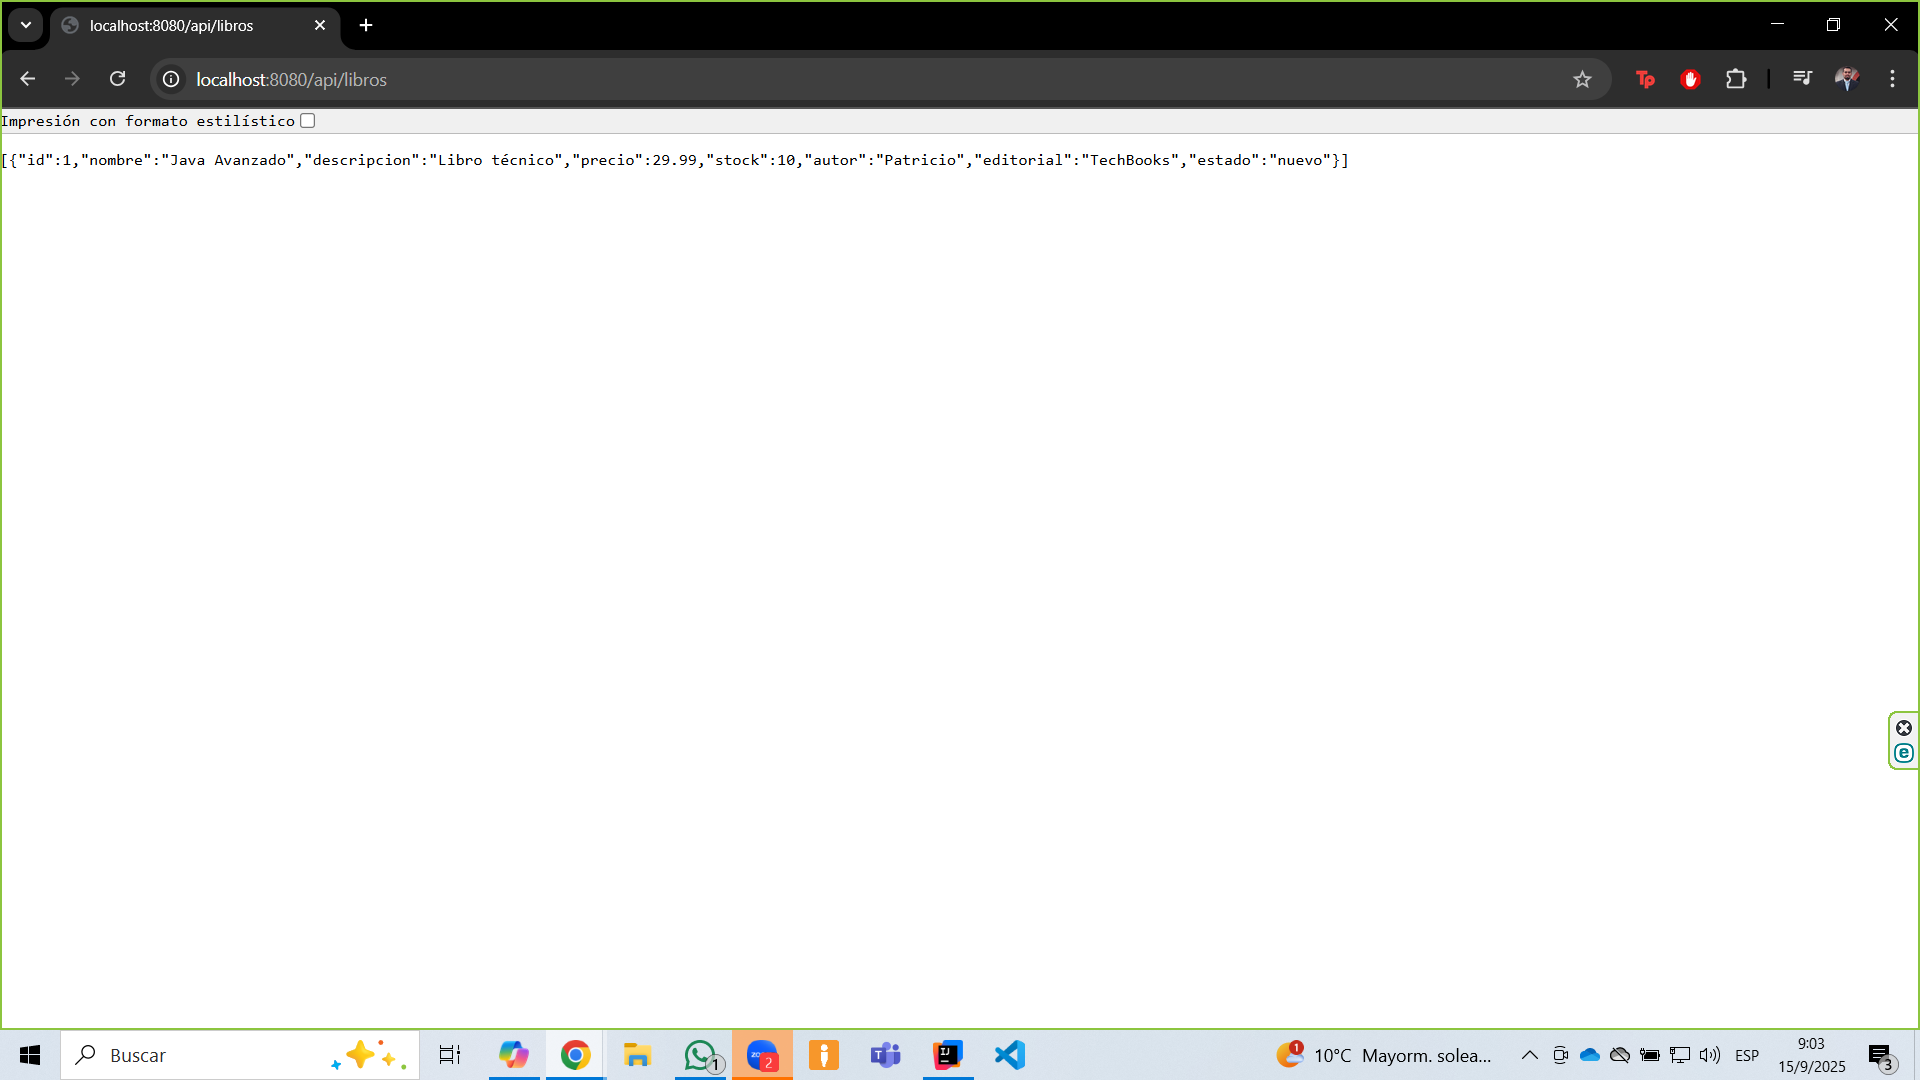 localhost:8080/api/libros
localhost:8080/api/libros
Tp
Impresión con formato estilístico
[{"id":1,"nombre":"Java Avanzado","descripcion":"Libro técnico","precio":29.99,"stock":10,"autor":"Patricio","editorial":"TechBooks","estado":"nuevo"}]
e
Buscar
1
zo
2
T
IJ
1
10°C Mayorm. solea...
ESP
9:03
15/9/2025
3